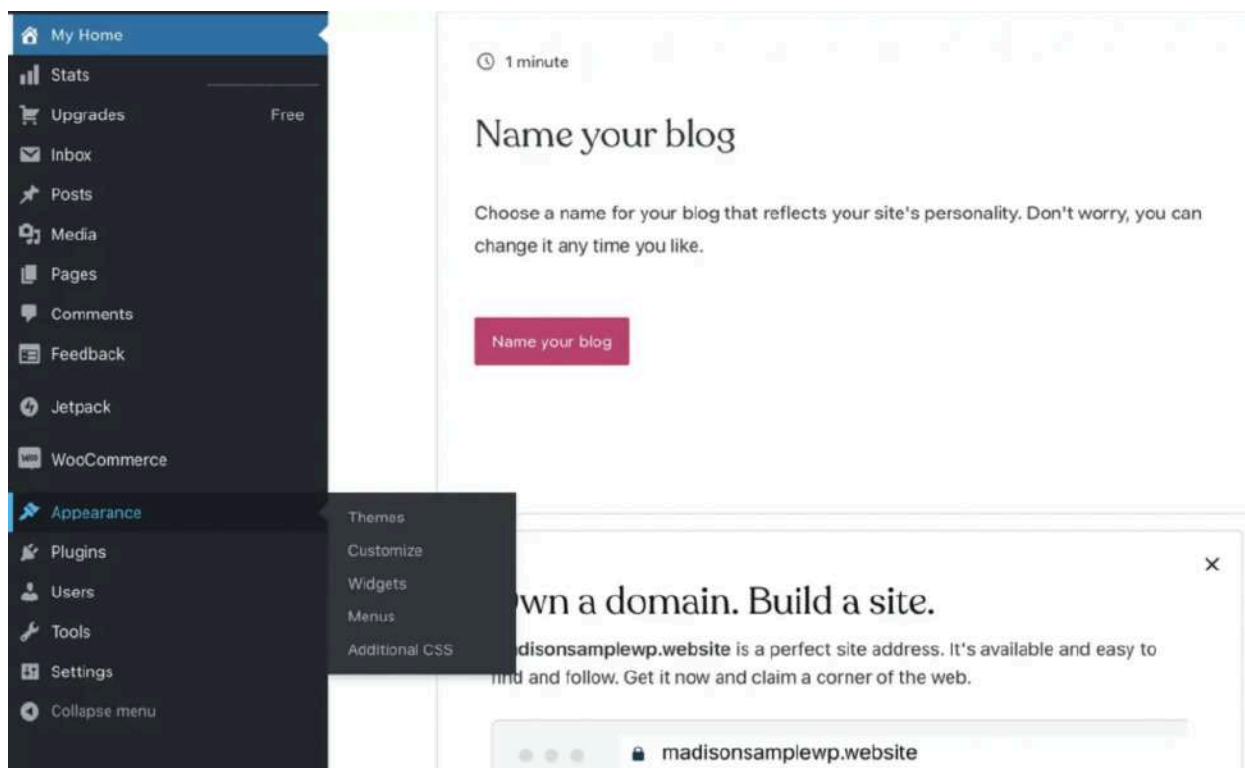 My Home
Stats
Upgrades Free
Inbox
Posts
Media
Pages
Comments
Feedback
Jetpack
WooCommerce
Appearance
Plugins
Users
Tools
Settings
Collapse menu
Themes
Customize
Widgets
Menus
Additional CSS
1 minute
Name your blog
Choose a name for your blog that reflects your site's personality. Don't worry, you can
change it any time you like.
Name your blog
wn a domain. Build a site.
disonsamplewp.website is a perfect site address. It's available and easy to
find and follow. Get it now and claim a corner of the web.
madisonsamplewp.website